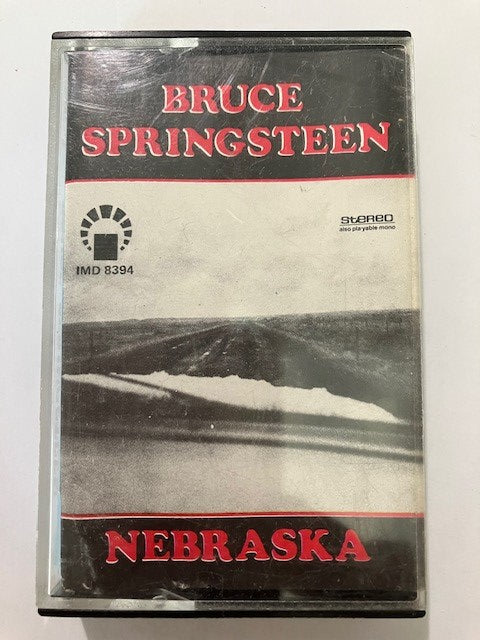 BRUCE
SPRINGSTEEN
STEREO
also playable mono
IMD 8394
NEBRASKA